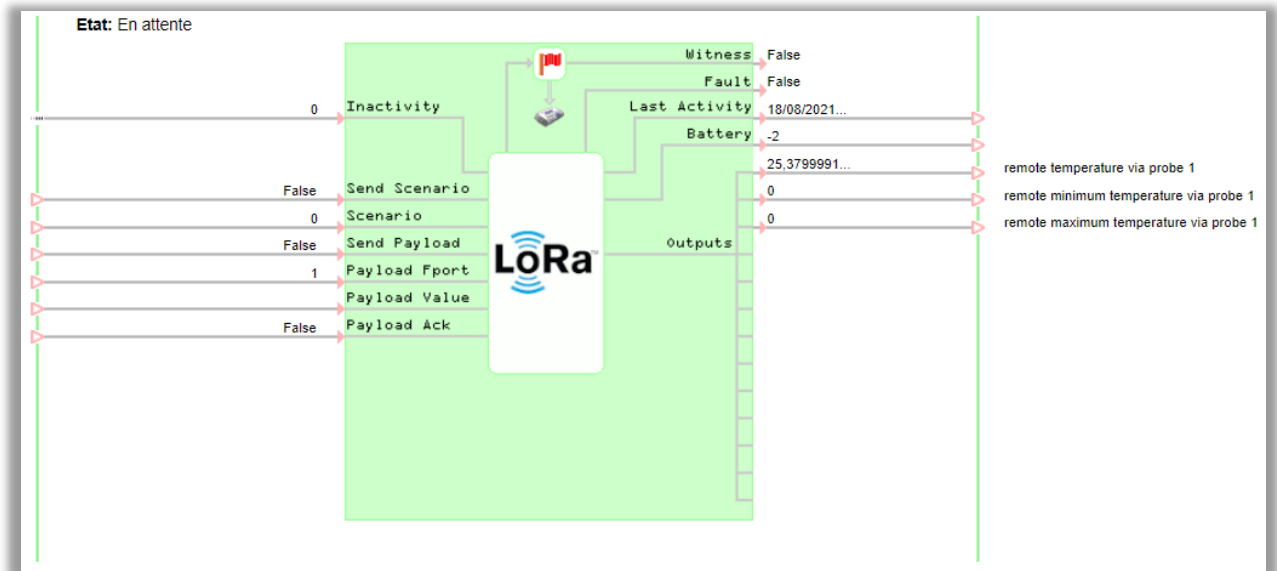 Etat: En attente
Witness False
Fault False
0 Inactivity Last Activity 18/08/2021...
Battery -2
25,3799991... remote temperature via probe 1
False Send Scenario 0 remote minimum temperature via probe 1
0 Scenario 0 remote maximum temperature via probe 1
False Send Payload Outputs
LoRa™
1 Payload Fport
Payload Value
False Payload Ack